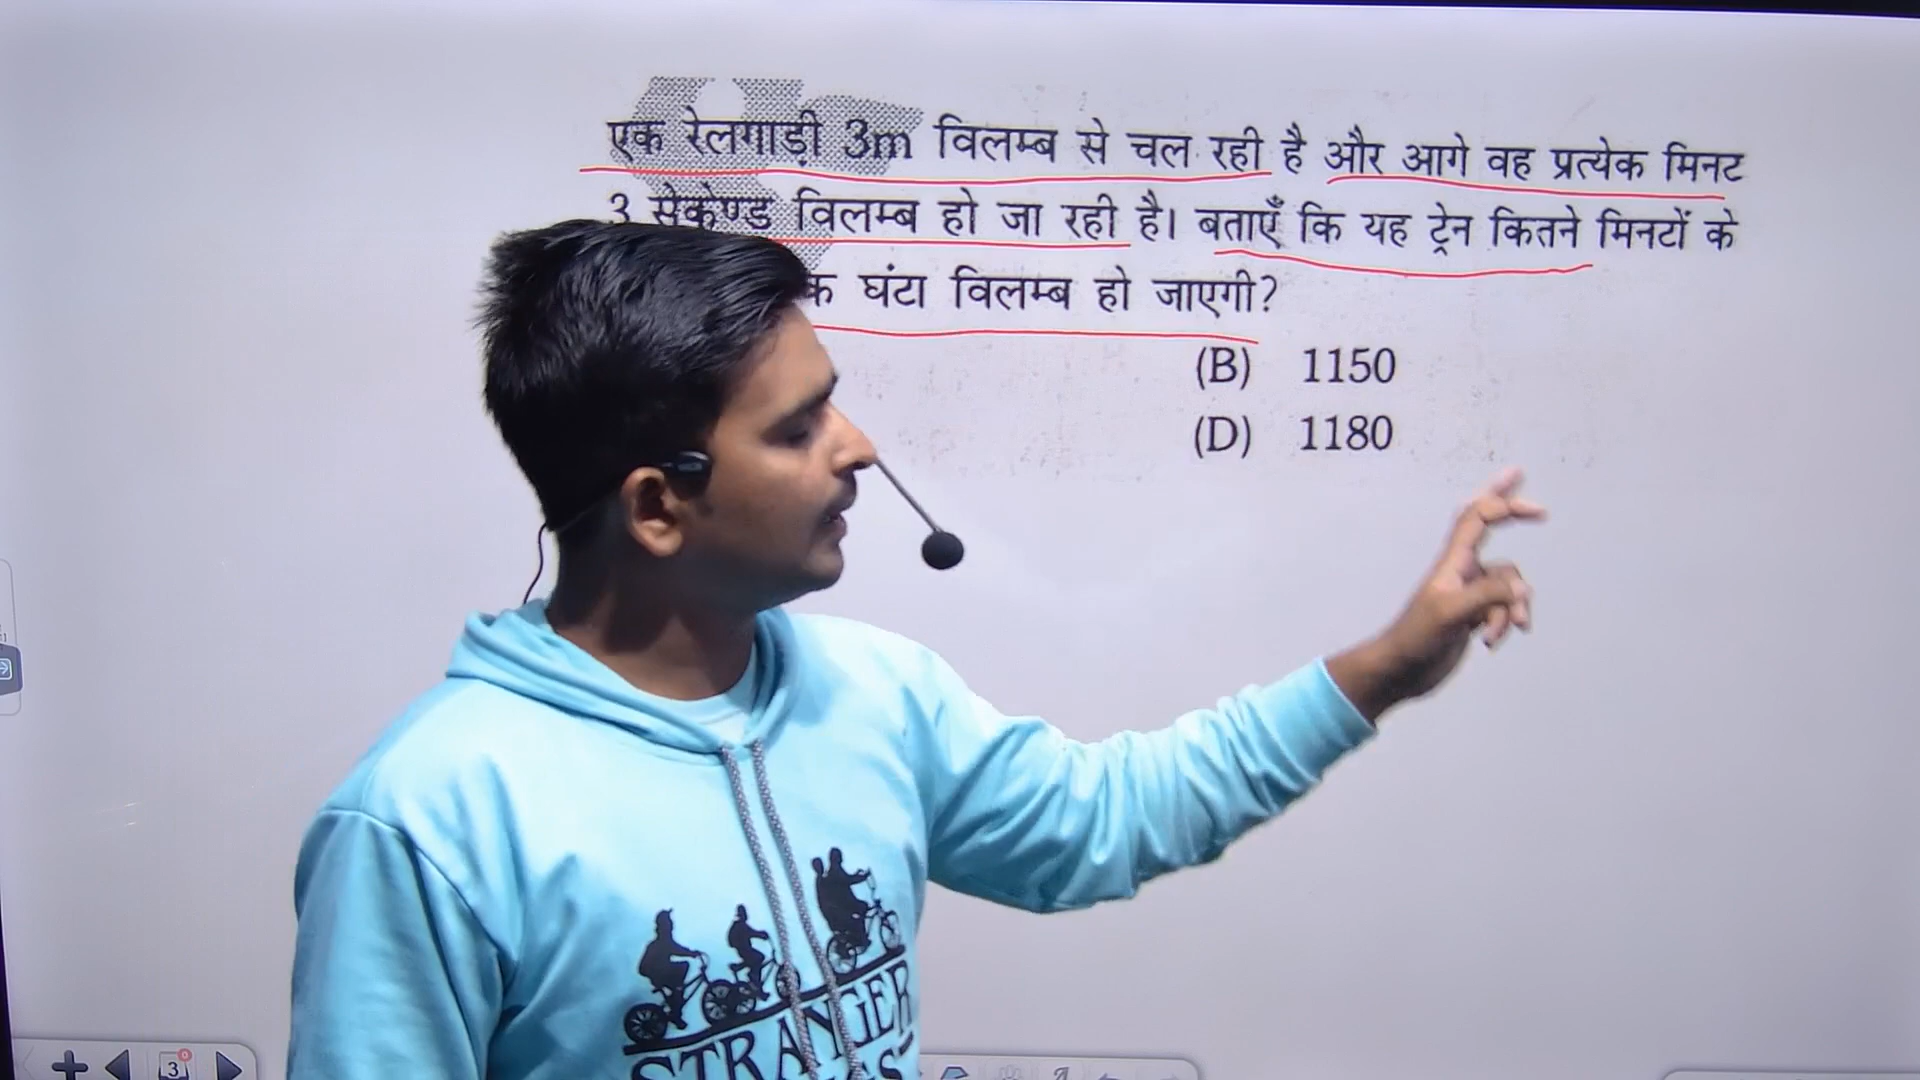 एक रेलगाड़ी 3m विलम्ब से चल रही है और आगे वह प्रत्येक मिनट
3 सेकेण्ड विलम्ब हो जा रही है। बताएँ कि यह ट्रेन कितने मिनटों के
घंटा विलम्ब हो जाएगी?
(B) 1150
(D) 1180
STRANGER
3